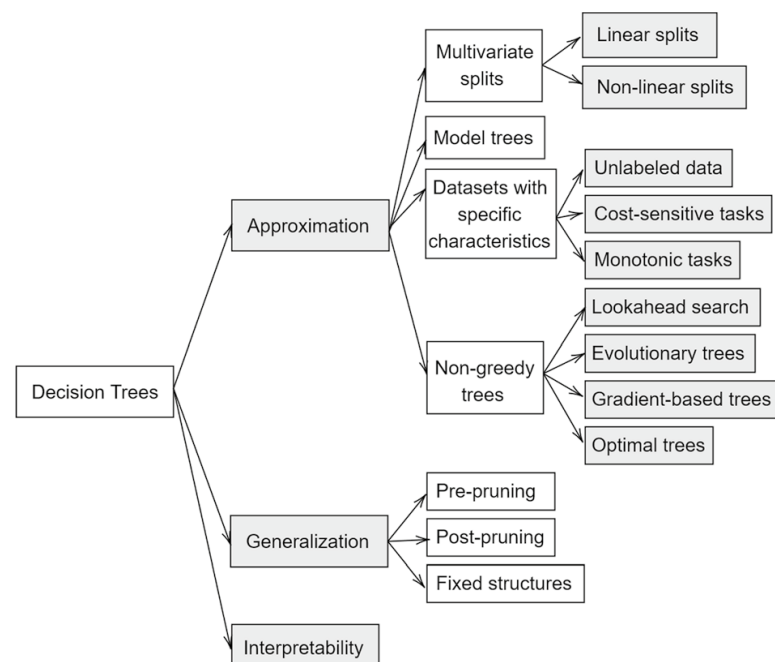 Decision Trees
Approximation
Generalization
Interpretability
Multivariate
splits
Model trees
Datasets with
specific
characteristics
Non-greedy
trees
Pre-pruning
Post-pruning
Fixed structures
Linear splits
Non-linear splits
Unlabeled data
Cost-sensitive tasks
Monotonic tasks
Lookahead search
Evolutionary trees
Gradient-based trees
Optimal trees